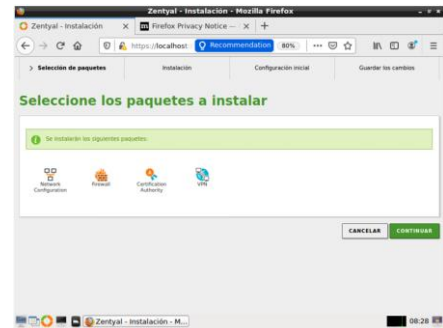 Zentyal - Instalación - Mozilla Firefox
Zentyal - Instalación × Firefox Privacy Notice — × +
https://localhost Recommendation 80%
> Selección de paquetes Instalación Configuración inicial Guardar los cambios
Seleccione los paquetes a instalar
Se instalarán los siguientes paquetes:
Network Configuration
Firewall
Certification Authority
VPN
CANCELAR CONTINUAR
Zentyal - Instalación - M... 08:28